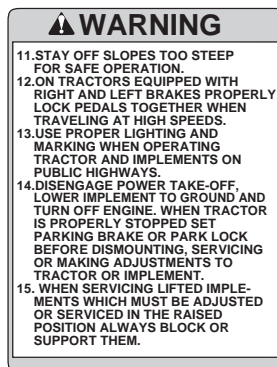 WARNING
11.STAY OFF SLOPES TOO STEEP
FOR SAFE OPERATION.
12.ON TRACTORS EQUIPPED WITH
RIGHT AND LEFT BRAKES PROPERLY
LOCK PEDALS TOGETHER WHEN
TRAVELING AT HIGH SPEEDS.
13.USE PROPER LIGHTING AND
MARKING WHEN OPERATING
TRACTOR AND IMPLEMENTS ON
PUBLIC HIGHWAYS.
14.DISENGAGE POWER TAKE-OFF,
LOWER IMPLEMENT TO GROUND AND
TURN OFF ENGINE. WHEN TRACTOR
IS PROPERLY STOPPED SET
PARKING BRAKE OR PARK LOCK
BEFORE DISMOUNTING, SERVICING
OR MAKING ADJUSTMENTS TO
TRACTOR OR IMPLEMENT.
15. WHEN SERVICING LIFTED IMPLE-
MENTS WHICH MUST BE ADJUSTED
OR SERVICED IN THE RAISED
POSITION ALWAYS BLOCK OR
SUPPORT THEM.